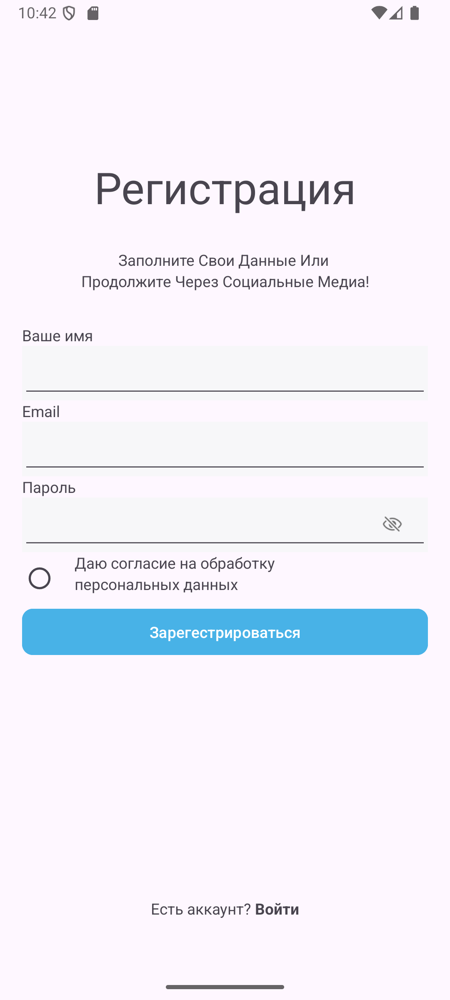 10:42
Регистрация
Заполните Свои Данные Или
Продолжите Через Социальные Медиа!
Ваше имя
Email
Пароль
Даю согласие на обработку
персональных данных
Зарегестрироваться
Есть аккаунт? Войти